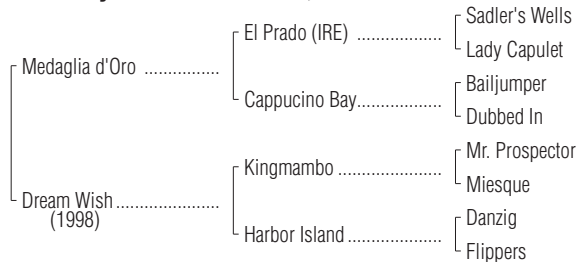 Sadler's Wells
El Prado (IRE) ..................
Lady Capulet
Medaglia d'Oro ................
Bailjumper
Cappucino Bay..................
Dubbed In
Mr. Prospector
Kingmambo ......................
Miesque
Dream Wish ......................
(1998)
Danzig
Harbor Island ....................
Flippers